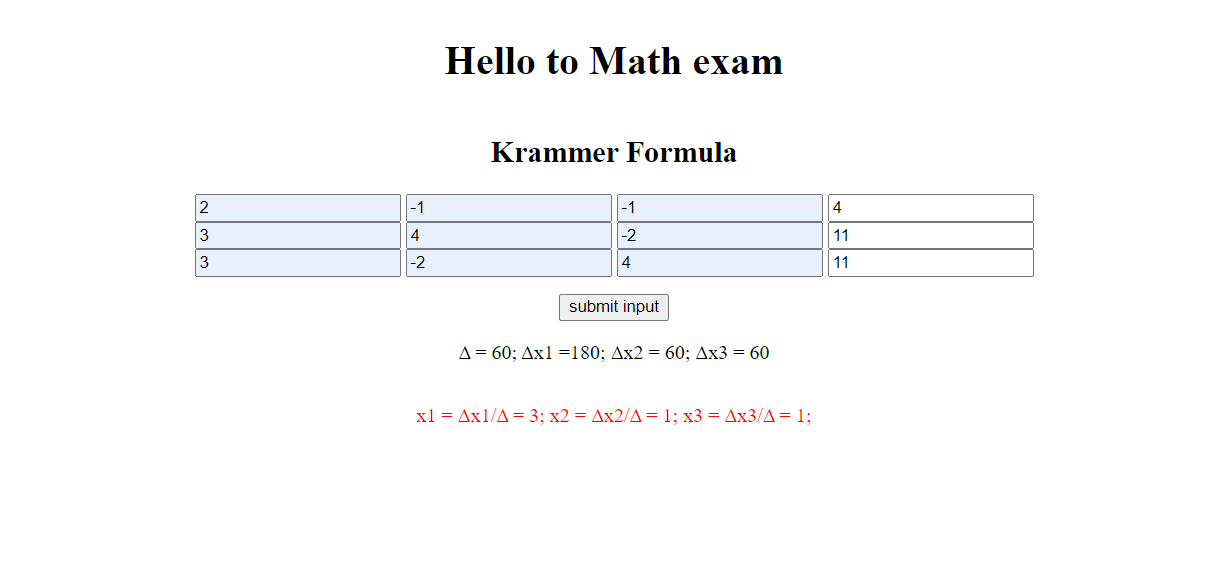 Hello to Math exam
Krammer Formula
2 -1 -1 4
3 4 -2 11
3 -2 4 11
submit input
Δ = 60; Δx1 =180; Δx2 = 60; Δx3 = 60
x1 = Δx1/Δ = 3; x2 = Δx2/Δ = 1; x3 = Δx3/Δ = 1;